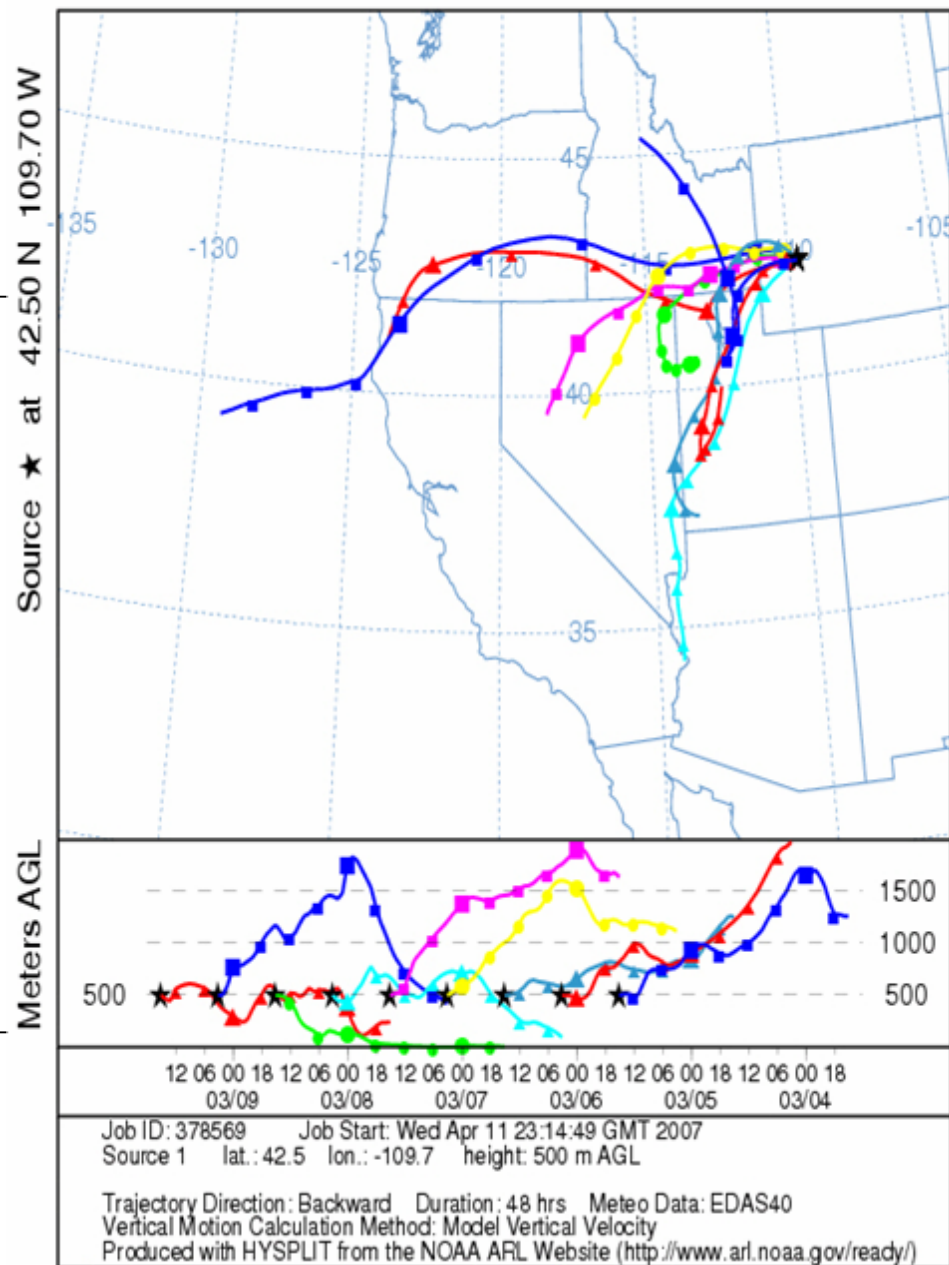 Source ★ at 42.50 N 109.70 W
-135
-130
-125
-120
-115
-110
-105
45
40
35
Meters AGL
500
1500
1000
500
12 06 00 18 12 06 00 18 12 06 00 18 12 06 00 18 12 06 00 18
03/09 03/08 03/07 03/06 03/05 03/04
Job ID: 378569 Job Start: Wed Apr 11 23:14:49 GMT 2007
Source 1 lat.: 42.5 lon.: -109.7 height: 500 m AGL
Trajectory Direction: Backward Duration: 48 hrs Meteo Data: EDAS40
Vertical Motion Calculation Method: Model Vertical Velocity
Produced with HYSPLIT from the NOAA ARL Website (http://www.arl.noaa.gov/ready/)